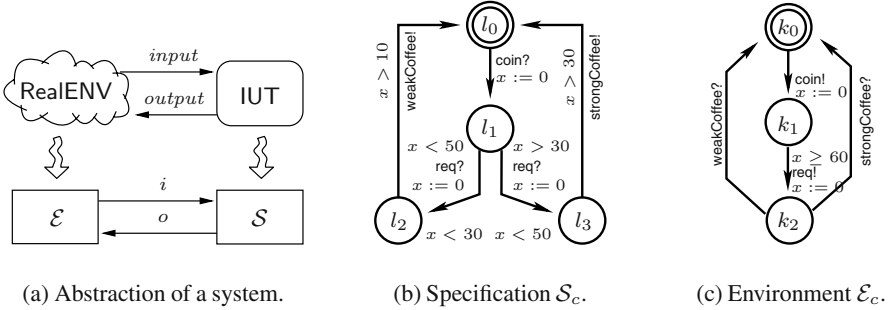 input
RealENV
IUT
output
i
ℰ
o
𝒮
(a) Abstraction of a system.
l₀
x > 10
weakCoffee!
coin?
x := 0
x > 30
strongCoffee!
l₁
x < 50
req?
x := 0
x > 30
req?
x := 0
l₂
x < 30
x < 50
l₃
(b) Specification 𝒮c.
k₀
coin!
x := 0
weakCoffee?
k₁
strongCoffee?
x ≥ 60
req!
x := 0
k₂
(c) Environment ℰc.